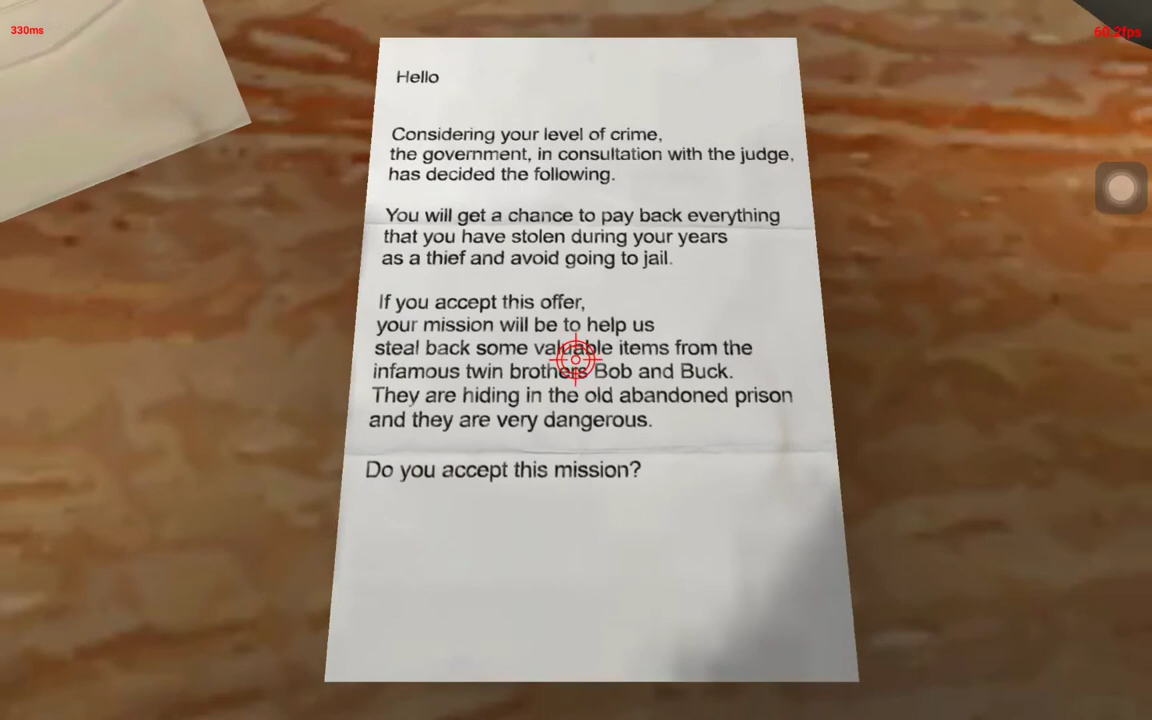 330ms
60.2fps
Hello
Considering your level of crime,
the government, in consultation with the judge,
has decided the following.
You will get a chance to pay back everything
that you have stolen during your years
as a thief and avoid going to jail.
If you accept this offer,
your mission will be to help us
steal back some valuable items from the
infamous twin brothers Bob and Buck.
They are hiding in the old abandoned prison
and they are very dangerous.
Do you accept this mission?